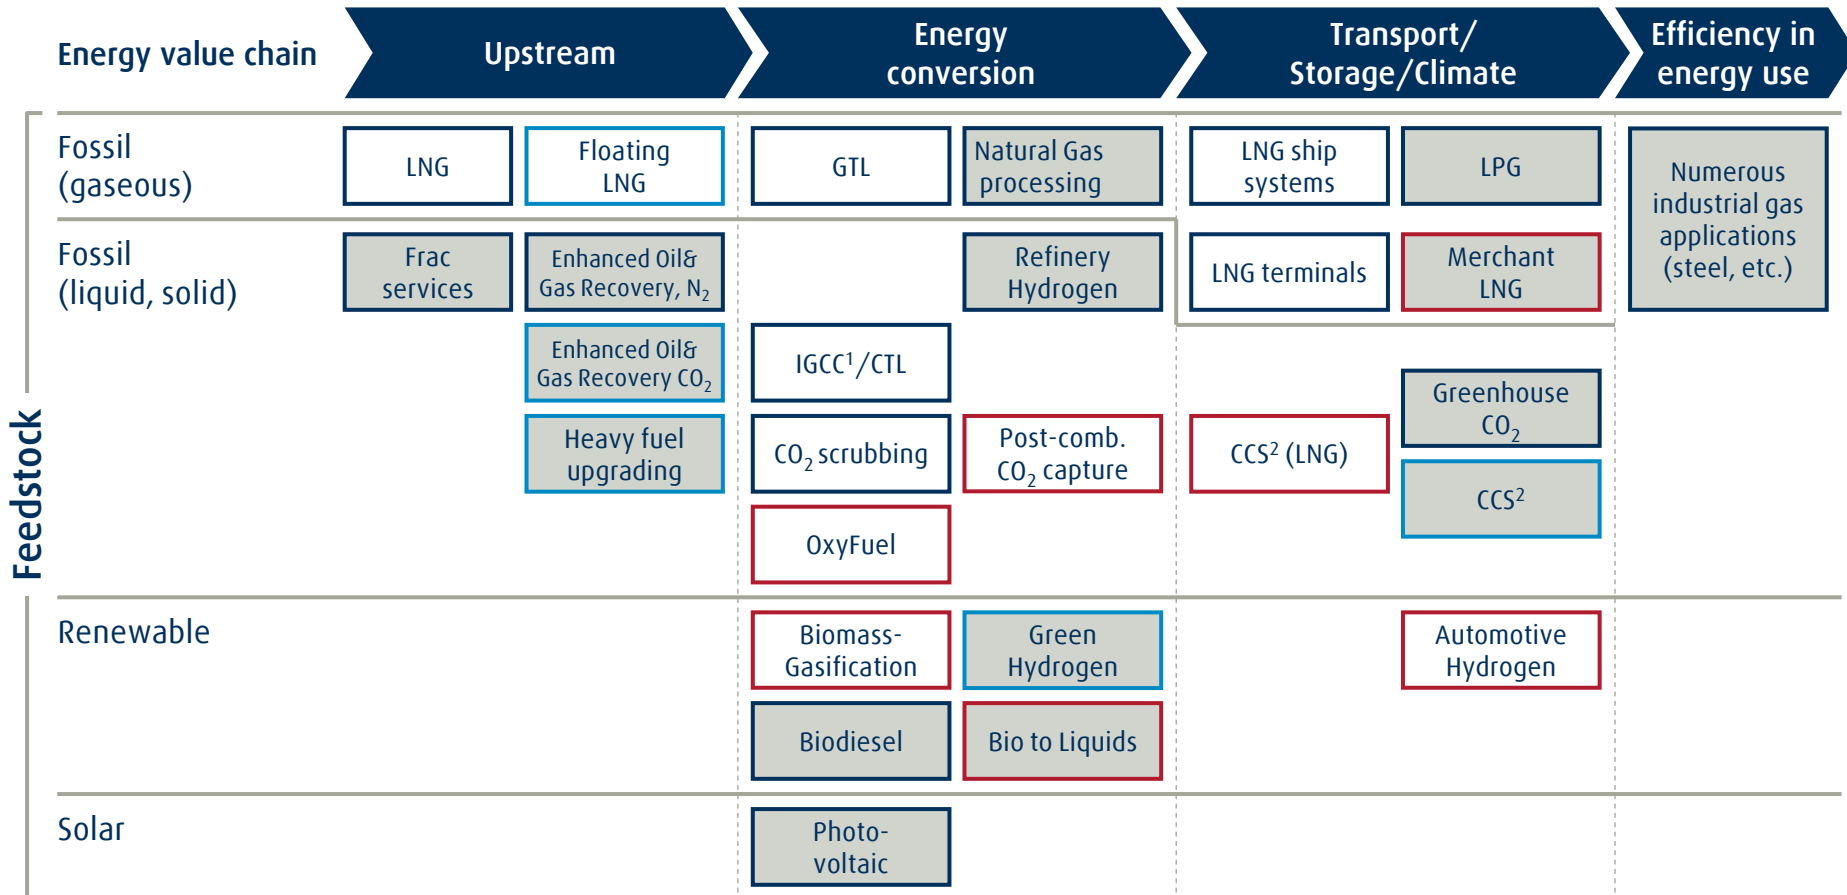 Energy value chain
Upstream
Energy
conversion
Transport/
Storage/Climate
Efficiency in
energy use
Feedstock
Fossil
(gaseous)
LNG
Floating
LNG
GTL
Natural Gas
processing
LNG ship
systems
LPG
Numerous
industrial gas
applications
(steel, etc.)
Fossil
(liquid, solid)
Frac
services
Enhanced Oil&
Gas Recovery, N₂
Refinery
Hydrogen
LNG terminals
Merchant
LNG
Enhanced Oil&
Gas Recovery CO₂
IGCC¹/CTL
Greenhouse
CO₂
Heavy fuel
upgrading
CO₂ scrubbing
Post-comb.
CO₂ capture
CCS² (LNG)
CCS²
OxyFuel
Renewable
Biomass-
Gasification
Green
Hydrogen
Automotive
Hydrogen
Biodiesel
Bio to Liquids
Solar
Photo-
voltaic